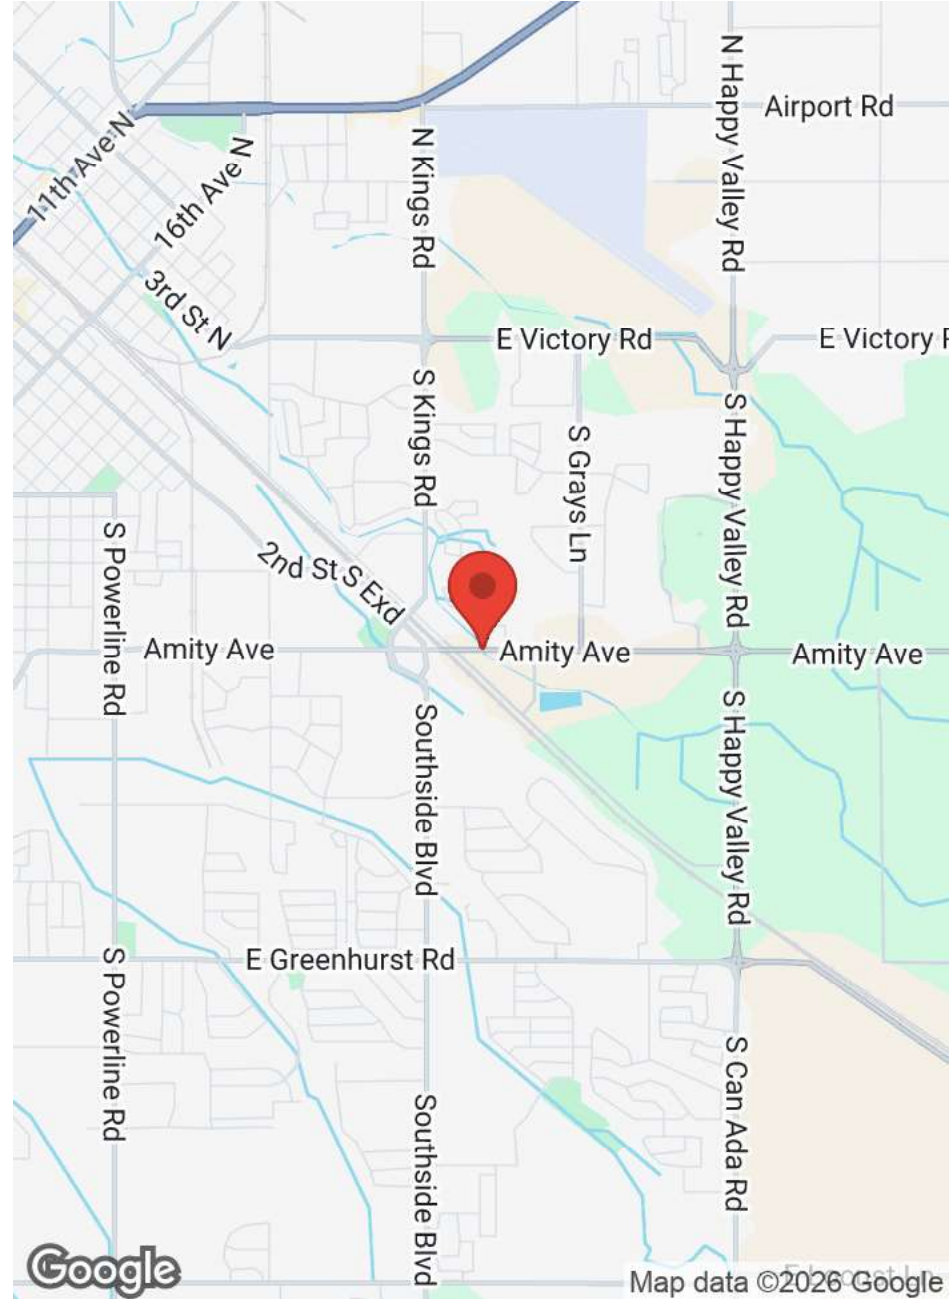 N Happy Valley Rd
Airport Rd
11th Ave N
16th Ave N
N Kings Rd
3rd St N
E Victory Rd
E Victory R
S Kings Rd
S Grays Ln
S Happy Valley Rd
S Powerline Rd
2nd St S Exd
Amity Ave
Amity Ave
Amity Ave
S Happy Valley Rd
Southside Blvd
E Greenhurst Rd
S Powerline Rd
S Can Ada Rd
Southside Blvd
Google
E Locust Ln
Map data ©2026 Google